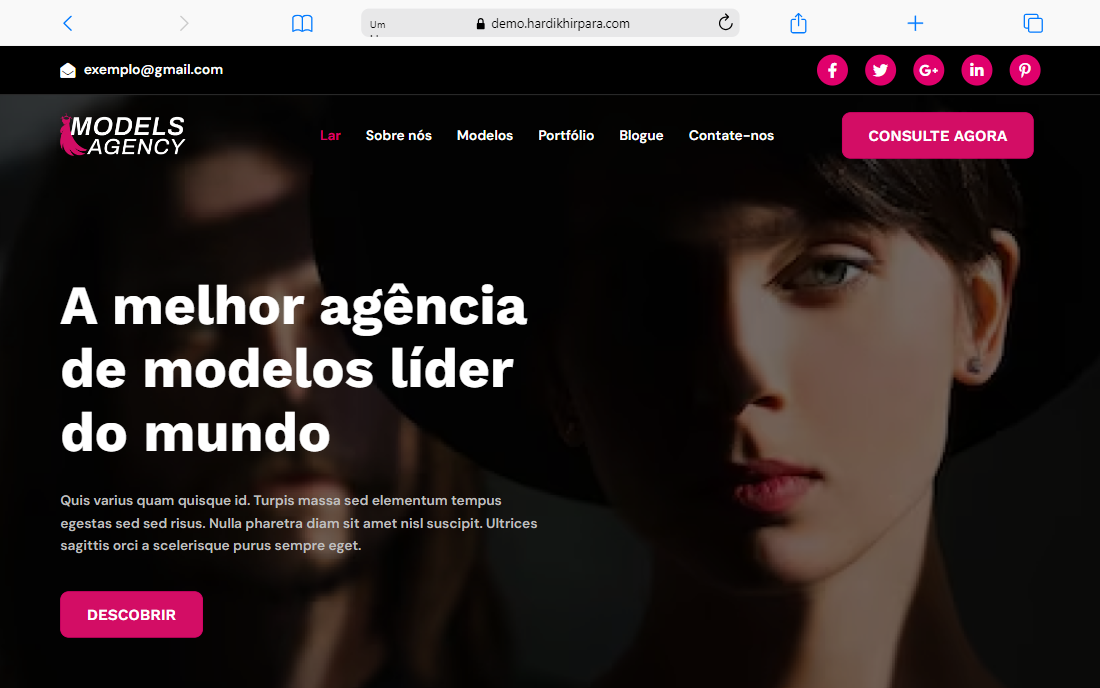 Um
demo.hardikhirpara.com
exemplo@gmail.com
MODELS
AGENCY
Lar
Sobre nós
Modelos
Portfólio
Blogue
Contate-nos
CONSULTE AGORA
A melhor agência
de modelos líder
do mundo
Quis varius quam quisque id. Turpis massa sed elementum tempus
egestas sed sed risus. Nulla pharetra diam sit amet nisl suscipit. Ultrices
sagittis orci a scelerisque purus sempre eget.
DESCOBRIR